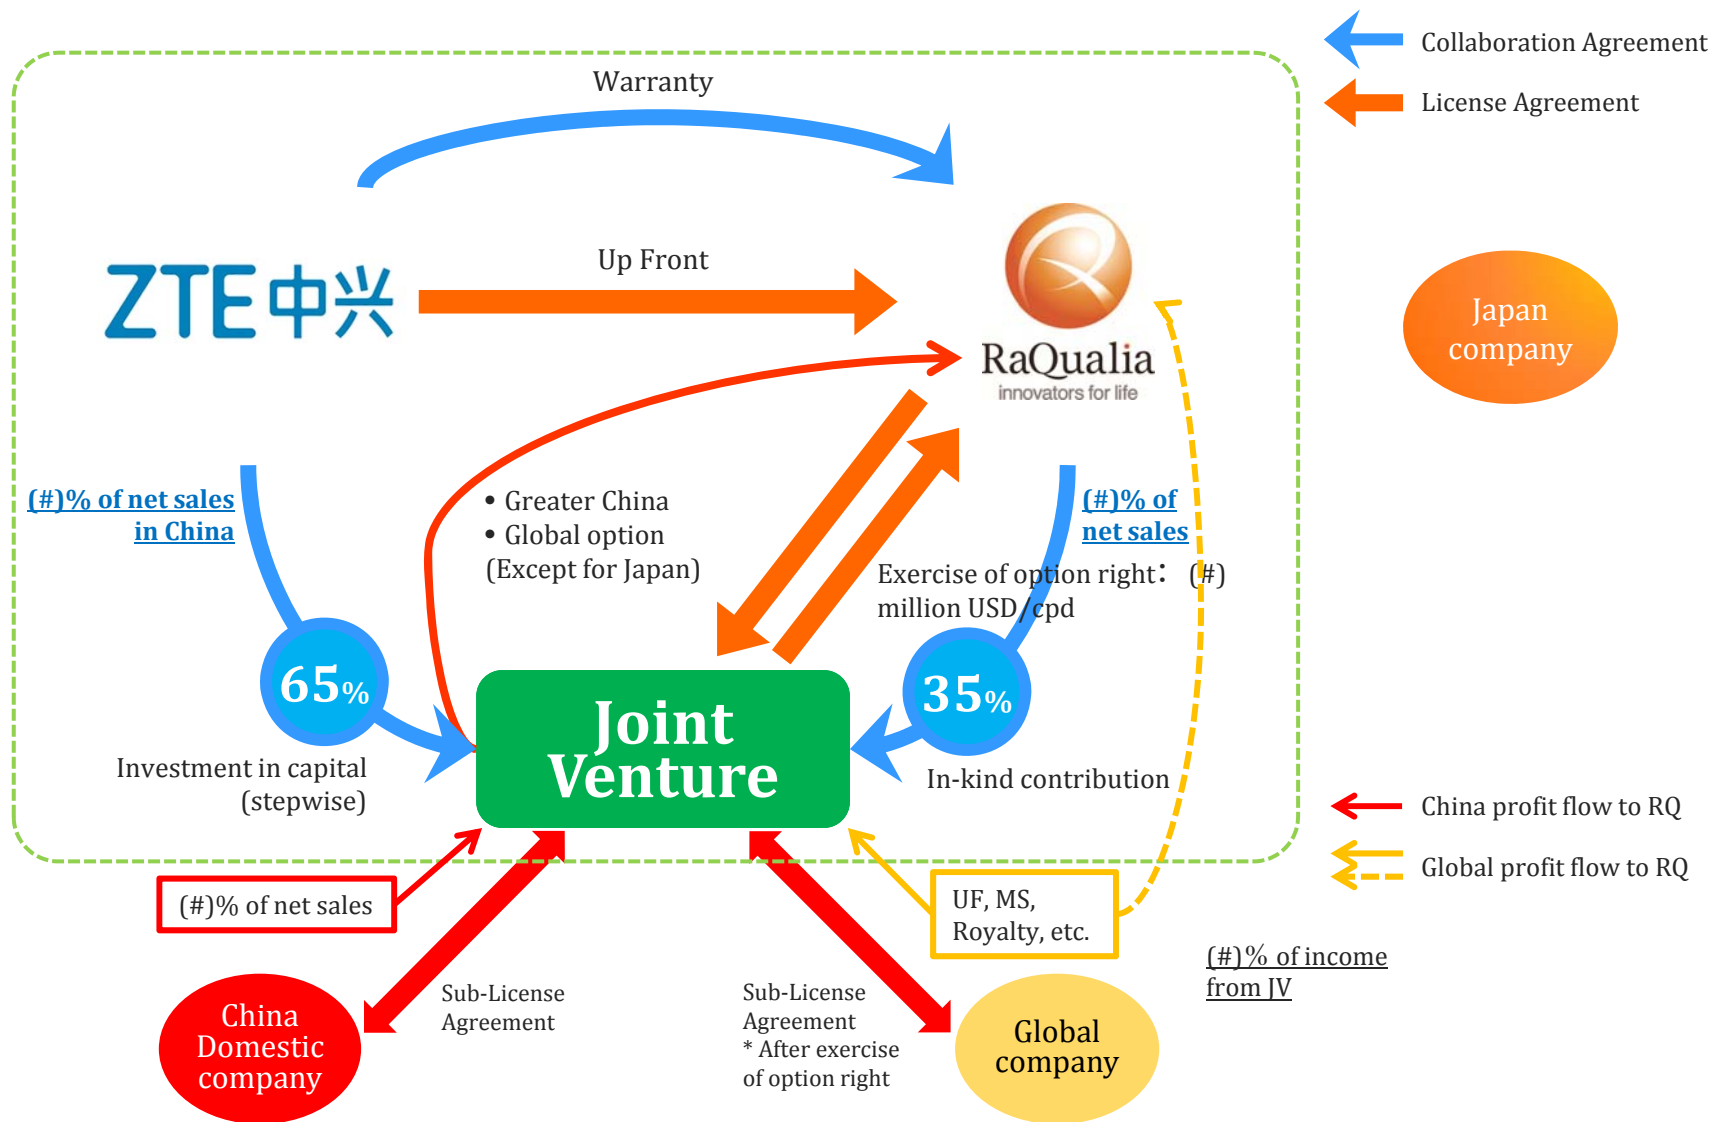 Collaboration Agreement
License Agreement
Warranty
Up Front
ZTE中兴
RaQualia
innovators for life
Japan
company
(#)% of net sales
in China
• Greater China
• Global option
(Except for Japan)
(#)% of
net sales
Exercise of option right： (#)
million USD/cpd
65%
35%
Joint
Venture
Investment in capital
(stepwise)
In-kind contribution
China profit flow to RQ
Global profit flow to RQ
(#)% of net sales
UF, MS,
Royalty, etc.
(#)% of income
from JV
Sub-License
Agreement
Sub-License
Agreement
* After exercise
of option right
China
Domestic
company
Global
company